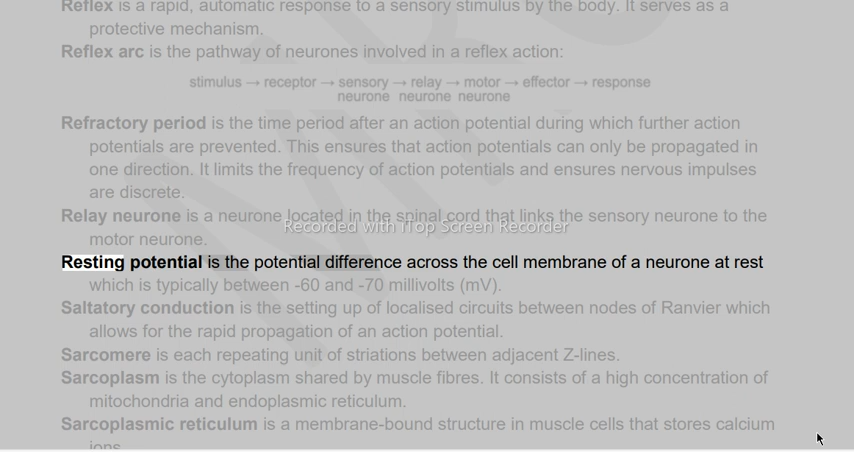 Reflex is a rapid, automatic response to a sensory stimulus by the body. It serves as a
protective mechanism.
Reflex arc is the pathway of neurones involved in a reflex action:
stimulus → receptor → sensory → relay → motor → effector → response
neurone neurone neurone
Refractory period is the time period after an action potential during which further action
potentials are prevented. This ensures that action potentials can only be propagated in
one direction. It limits the frequency of action potentials and ensures nervous impulses
are discrete.
Relay neurone is a neurone located in the spinal cord that links the sensory neurone to the
Recorded with iTop Screen Recorder
motor neurone.
Resting potential is the potential difference across the cell membrane of a neurone at rest
which is typically between -60 and -70 millivolts (mV).
Saltatory conduction is the setting up of localised circuits between nodes of Ranvier which
allows for the rapid propagation of an action potential.
Sarcomere is each repeating unit of striations between adjacent Z-lines.
Sarcoplasm is the cytoplasm shared by muscle fibres. It consists of a high concentration of
mitochondria and endoplasmic reticulum.
Sarcoplasmic reticulum is a membrane-bound structure in muscle cells that stores calcium
ions.